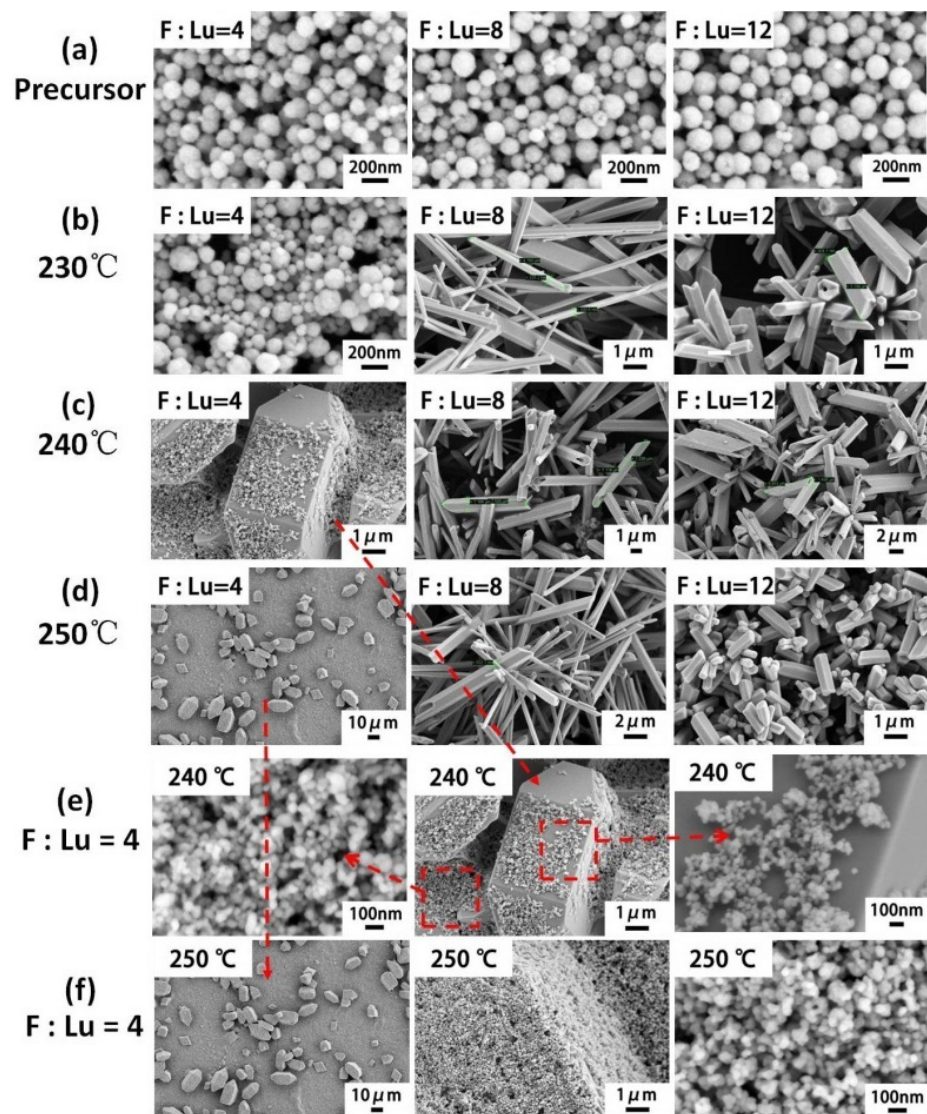 (a)
Precursor
F : Lu=4
200nm
F : Lu=8
200nm
F : Lu=12
200nm
(b)
230℃
F : Lu=4
200nm
F : Lu=8
1 μm
F : Lu=12
1 μm
(c)
240℃
F : Lu=4
1 μm
F : Lu=8
1 μm
F : Lu=12
2 μm
(d)
250℃
F : Lu=4
10 μm
F : Lu=8
2 μm
F : Lu=12
1 μm
(e)
F : Lu = 4
240 ℃
100nm
1 μm
240 ℃
100nm
(f)
F : Lu = 4
250 ℃
10 μm
250 ℃
1 μm
250 ℃
100nm